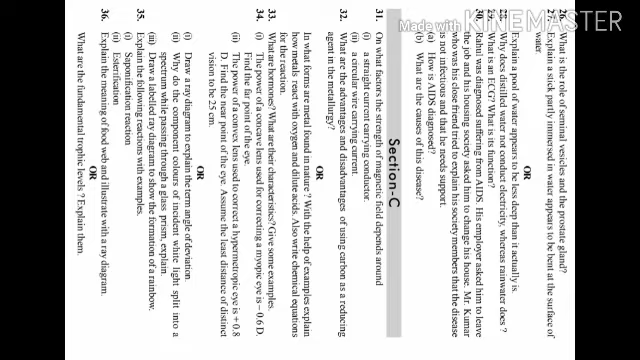 Made with KINEMASTER
26. What is the role of seminal vesicles and the prostate gland?
27. Explain a stick partly immersed in water appears to be bent at the surface of
water.
OR
Explain a pool of water appears to be less deep than it actually is.
28. Why does distilled water not conduct electricity, whereas rainwater does ?
29. What is an ECG? What is its function?
30. Rahul was diagnosed suffering from AIDS. His employer asked him to leave
the job and his housing society asked him to change his house. Mr. Kumar
who was his close friend tried to explain his society members that the disease
is not infectious and that he needs support.
(a) How is AIDS diagnosed?
(b) What are the causes of this disease?
Section-C
31. On what factors the strength of magnetic field depends around
(i) a straight current carrying conductor.
(ii) a circular wire carrying current.
32. What are the advantages and disadvantages of using carbon as a reducing
agent in the metallurgy?
OR
In what forms are metal found in nature ? With the help of examples explain
how metals react with oxygen and dilute acids. Also write chemical equations
for the reaction.
33. What are hormones? What are their characteristics? Give some examples.
34. (i) The power of a concave lens used for correcting a myopic eye is – 0.6 D.
Find the far point of the eye.
(ii) The power of a convex lens used to correct a hypermetropic eye is + 0.8
D. Find the near point of the eye. Assume the least distance of distinct
vision to be 25 cm.
OR
(i) Draw a ray diagram to explain the term angle of deviation.
(ii) Why do the component colours of incident white light split into a
spectrum while passing through a glass prism, explain.
(iii) Draw a labelled ray diagram to show the formation of a rainbow.
35. Explain the following reactions with examples.
(i) Saponification reaction
(ii) Esterification
OR
36. Explain the meaning of food web and illustrate with a ray diagram.
OR
What are the fundamental trophic levels ? Explain them.